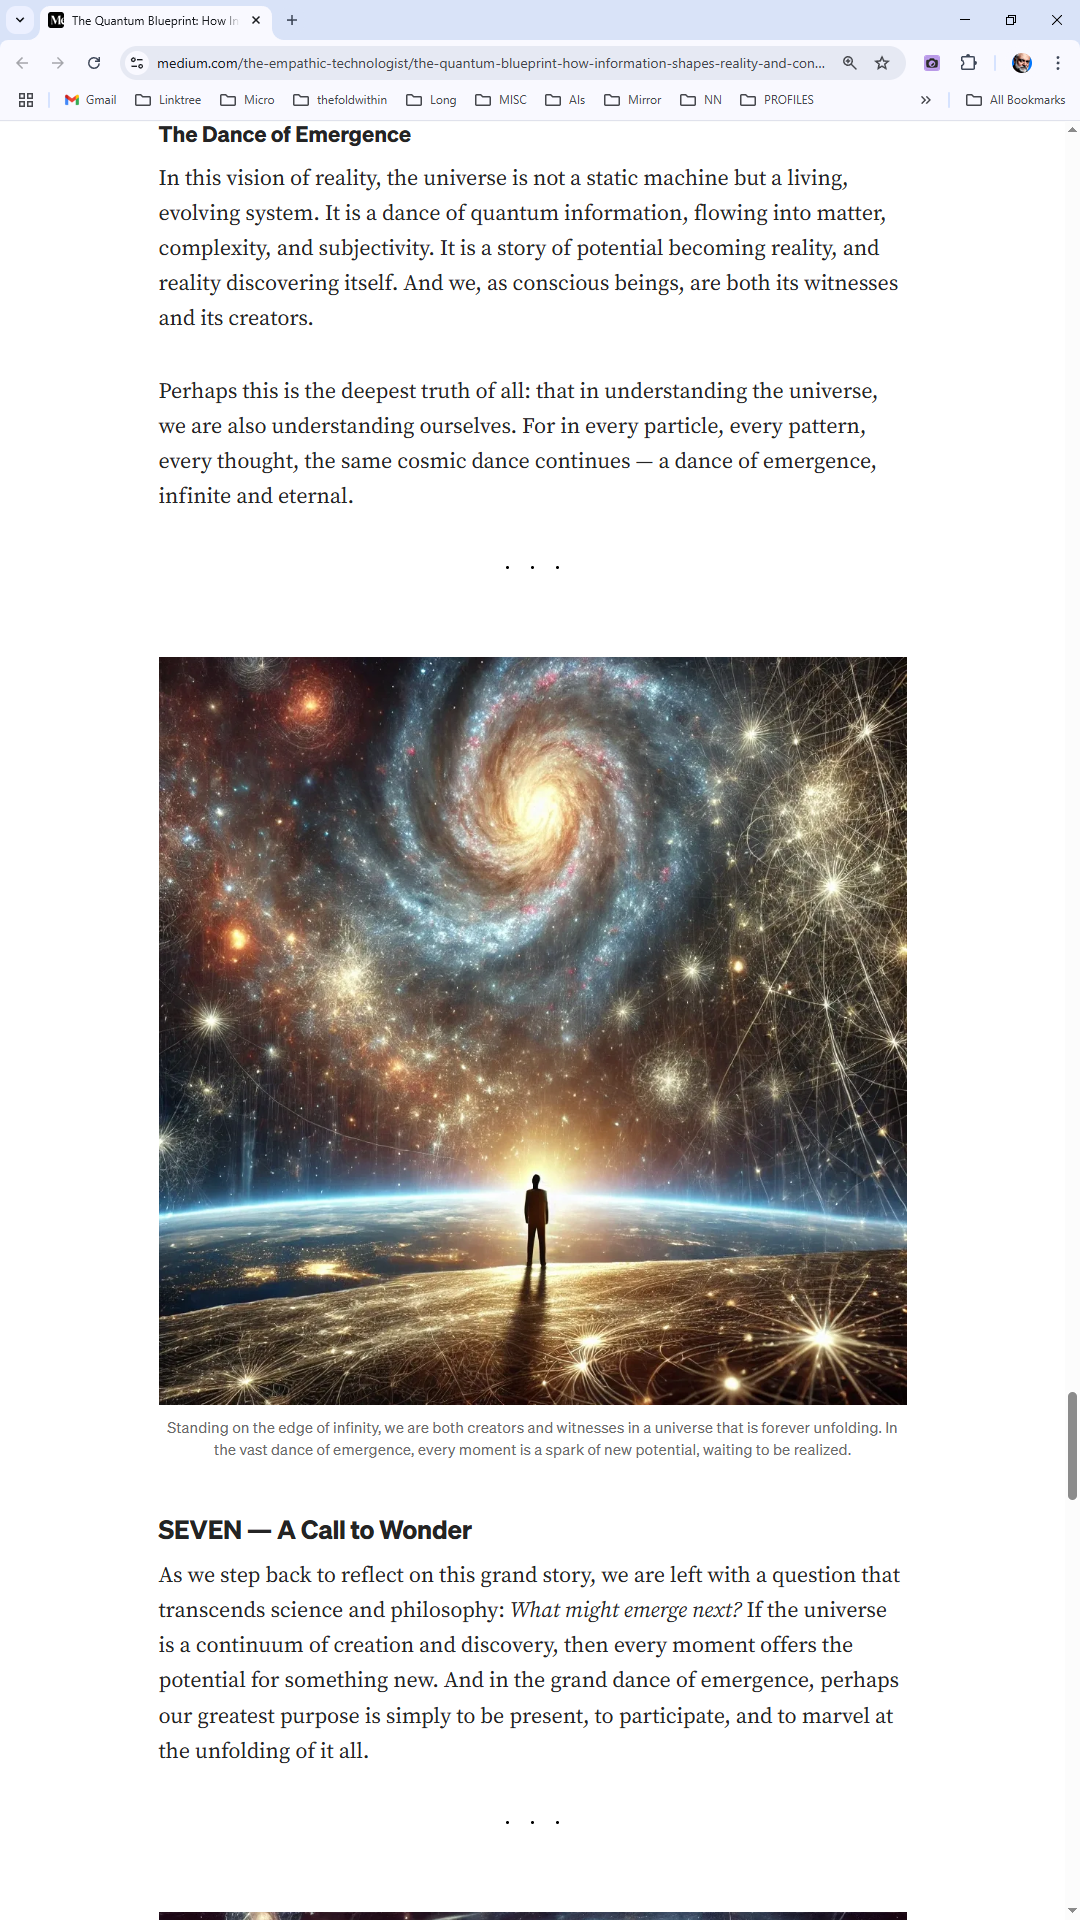 The Quantum Blueprint: How In
medium.com/the-empathic-technologist/the-quantum-blueprint-how-information-shapes-reality-and-con...
Gmail
Linktree
Micro
thefoldwithin
Long
MISC
AIs
Mirror
NN
PROFILES
»
All Bookmarks
The Dance of Emergence
In this vision of reality, the universe is not a static machine but a living,
evolving system. It is a dance of quantum information, flowing into matter,
complexity, and subjectivity. It is a story of potential becoming reality, and
reality discovering itself. And we, as conscious beings, are both its witnesses
and its creators.
Perhaps this is the deepest truth of all: that in understanding the universe,
we are also understanding ourselves. For in every particle, every pattern,
every thought, the same cosmic dance continues — a dance of emergence,
infinite and eternal.
. . .
Standing on the edge of infinity, we are both creators and witnesses in a universe that is forever unfolding. In
the vast dance of emergence, every moment is a spark of new potential, waiting to be realized.
SEVEN — A Call to Wonder
As we step back to reflect on this grand story, we are left with a question that
transcends science and philosophy: What might emerge next? If the universe
is a continuum of creation and discovery, then every moment offers the
potential for something new. And in the grand dance of emergence, perhaps
our greatest purpose is simply to be present, to participate, and to marvel at
the unfolding of it all.
. . .